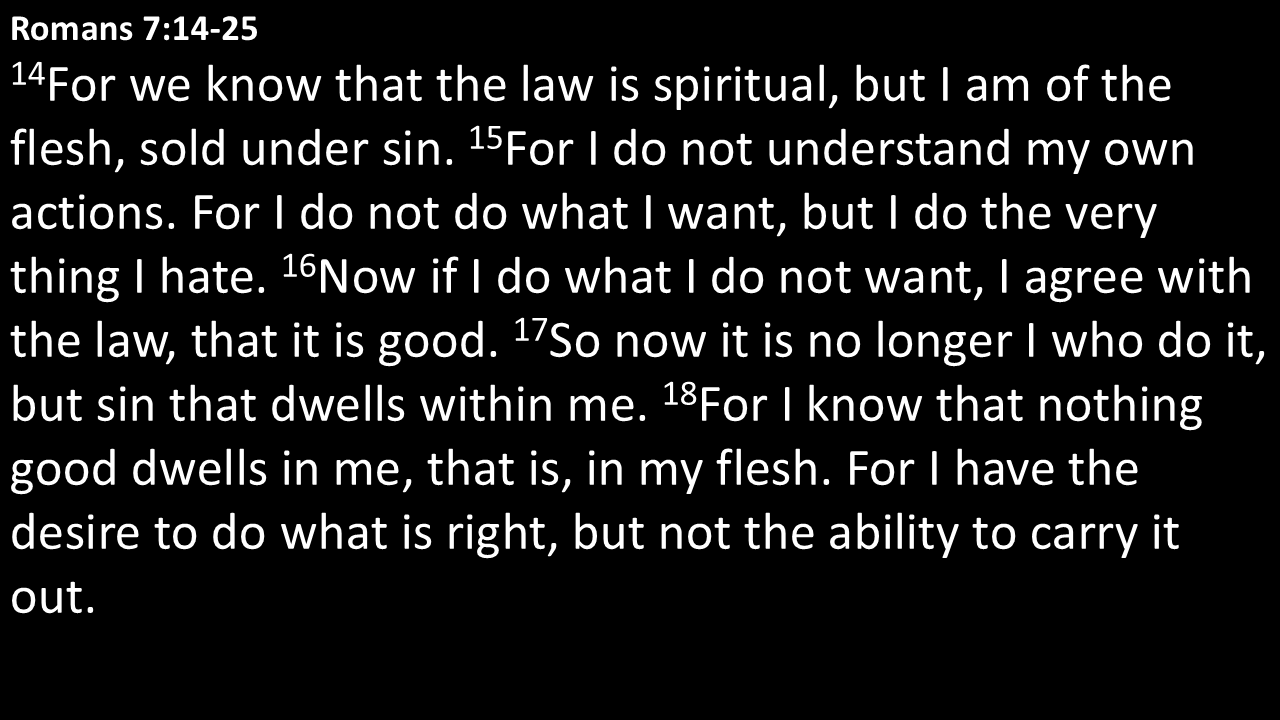 Romans 7:14-25
14For we know that the law is spiritual, but I am of the
flesh, sold under sin. 15For I do not understand my own
actions. For I do not do what I want, but I do the very
thing I hate. 16Now if I do what I do not want, I agree with
the law, that it is good. 17So now it is no longer I who do it,
but sin that dwells within me. 18For I know that nothing
good dwells in me, that is, in my flesh. For I have the
desire to do what is right, but not the ability to carry it
out.